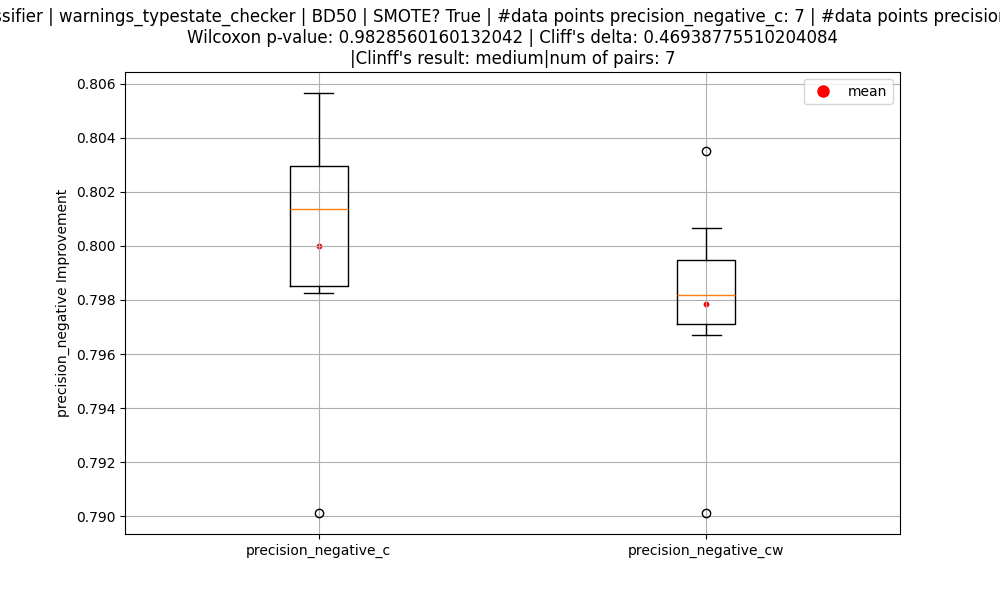 | warnings_typestate_checker | BD50 | SMOTE? True | #data points precision_negative_c: 7 | #data points
Wilcoxon p-value: 0.9828560160132042 | Cliff's delta: 0.46938775510204084
|Clinff's result: medium|num of pairs: 7
mean
0.806
0.804
0.802
0.800
0.798
0.796
0.794
0.792
0.790
precision_negative Improvement
precision_negative_c
precision_negative_cw